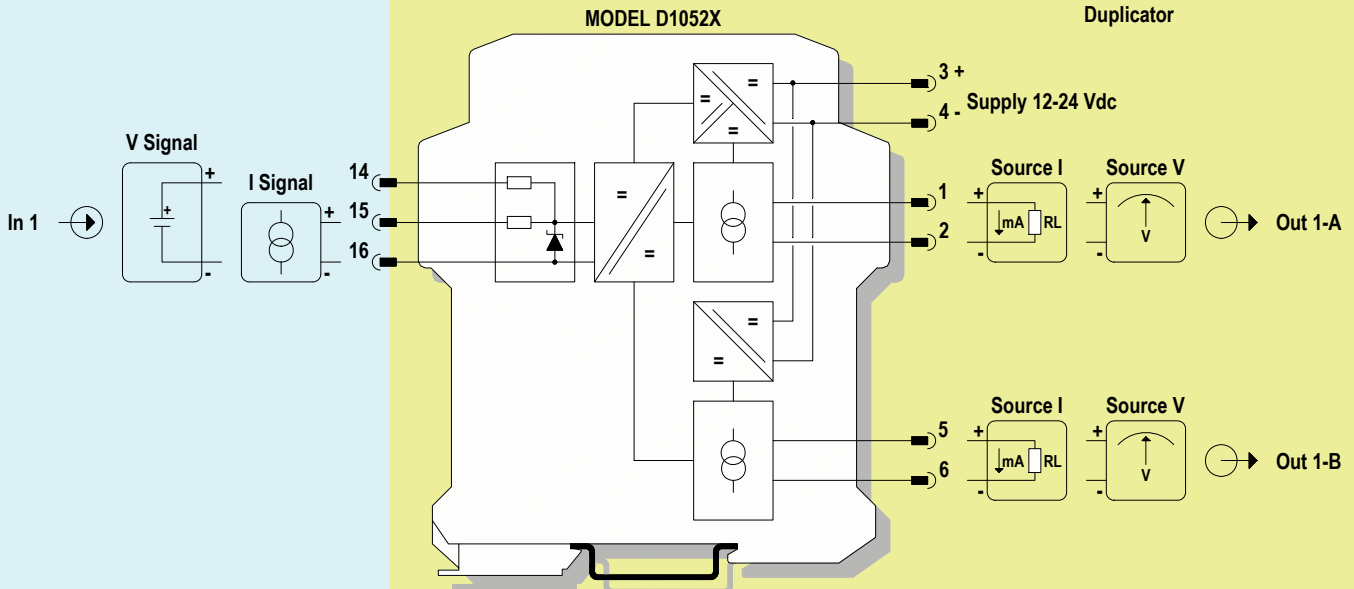 MODEL D1052X
Duplicator
3 +
4 -
Supply 12-24 Vdc
V Signal
+
+
-
I Signal
+
-
In 1
14
15
16
=
=
=
=
=
1
2
Source I
+
mA RL
-
Source V
+
V
-
Out 1-A
=
=
5
6
Source I
+
mA RL
-
Source V
+
V
-
Out 1-B